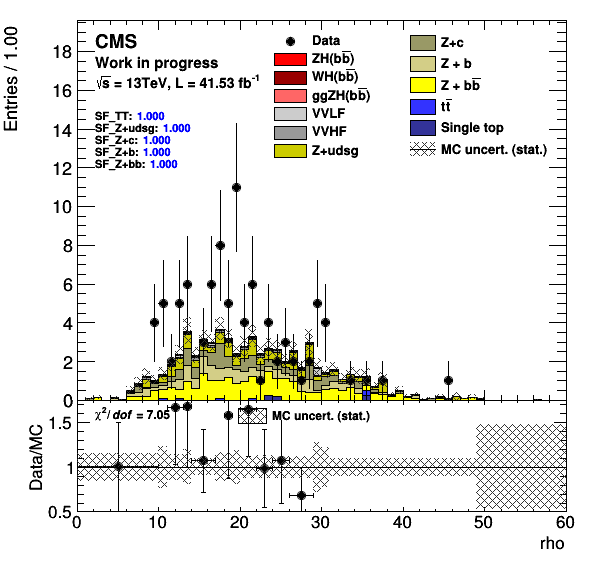 CMS
Work in progress
√s = 13TeV, L = 41.53 fb⁻¹
SF_TT: 1.000
SF_Z+udsg: 1.000
SF_Z+c: 1.000
SF_Z+b: 1.000
SF_Z+bb: 1.000
Data
ZH(bb̅)
WH(bb̅)
ggZH(bb̅)
VVLF
VVHF
Z+udsg
Z+c
Z + b
Z + bb̅
tt̅
Single top
MC uncert. (stat.)
Entries / 1.00
18
16
14
12
10
8
6
4
2
0
χ²/dof = 7.05
MC uncert. (stat.)
Data/MC
1.5
1
0.5
0 10 20 30 40 50 60
rho